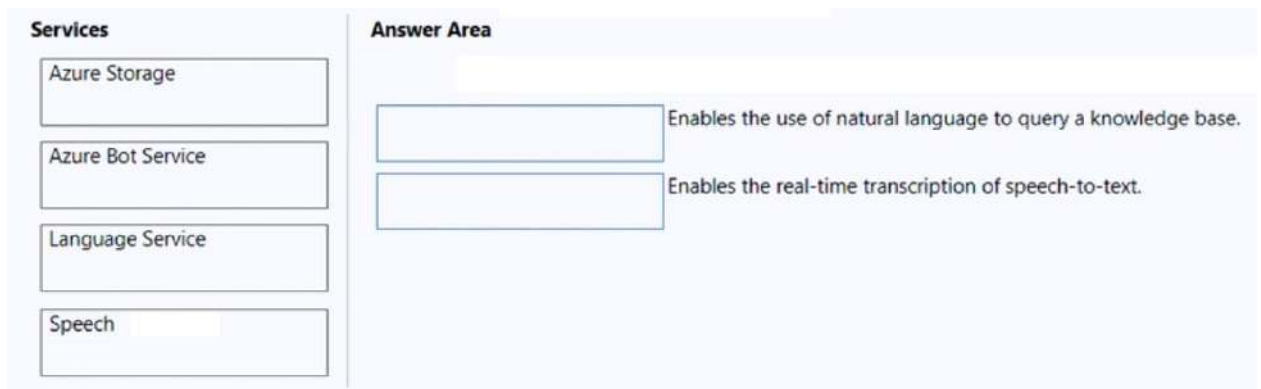 Services
Answer Area
Azure Storage
Azure Bot Service
Language Service
Speech
Enables the use of natural language to query a knowledge base.
Enables the real-time transcription of speech-to-text.